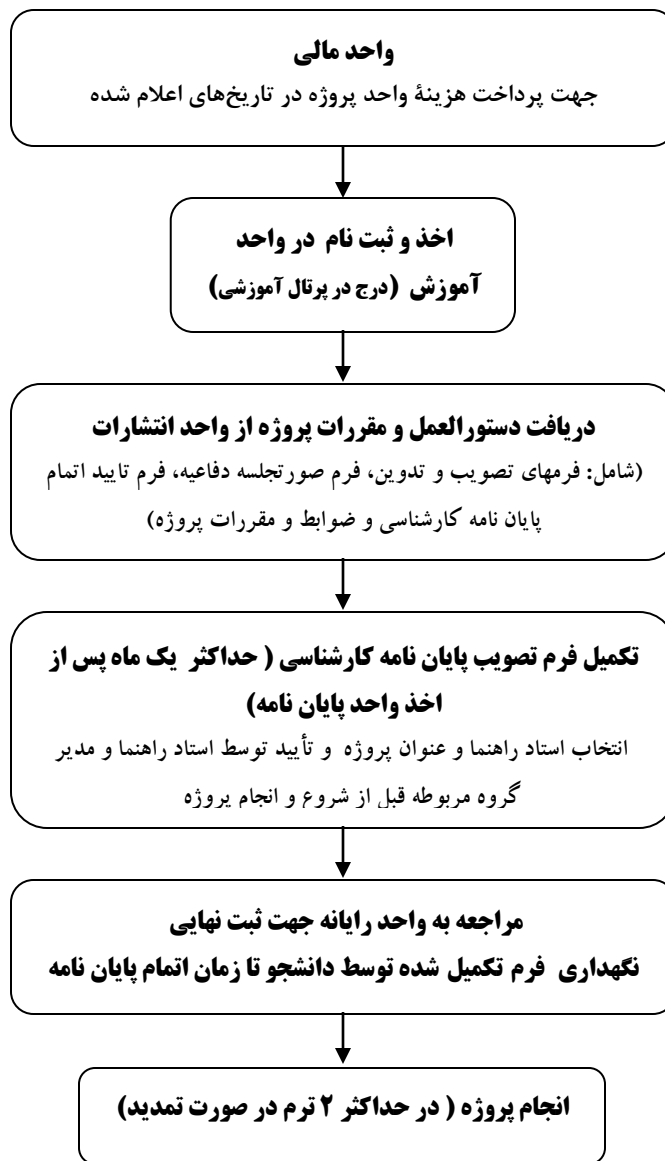 واحد مالی
جهت پرداخت هزینهٔ واحد پروژه در تاریخ‌های اعلام شده
اخذ و ثبت نام در واحد
آموزش (درج در پرتال آموزشی)
دریافت دستورالعمل و مقررات پروژه از واحد انتشارات
(شامل: فرمهای تصویب و تدوین، فرم صورتجلسه دفاعیه، فرم تایید اتمام
پایان نامه کارشناسی و ضوابط و مقررات پروژه)
تکمیل فرم تصویب پایان نامه کارشناسی ( حداکثر یک ماه پس از
اخذ واحد پایان نامه)
انتخاب استاد راهنما و عنوان پروژه و تأیید توسط استاد راهنما و مدیر
گروه مربوطه قبل از شروع و انجام پروژه
مراجعه به واحد رایانه جهت ثبت نهایی
نگهداری فرم تکمیل شده توسط دانشجو تا زمان اتمام پایان نامه
انجام پروژه ( در حداکثر ۲ ترم در صورت تمدید)